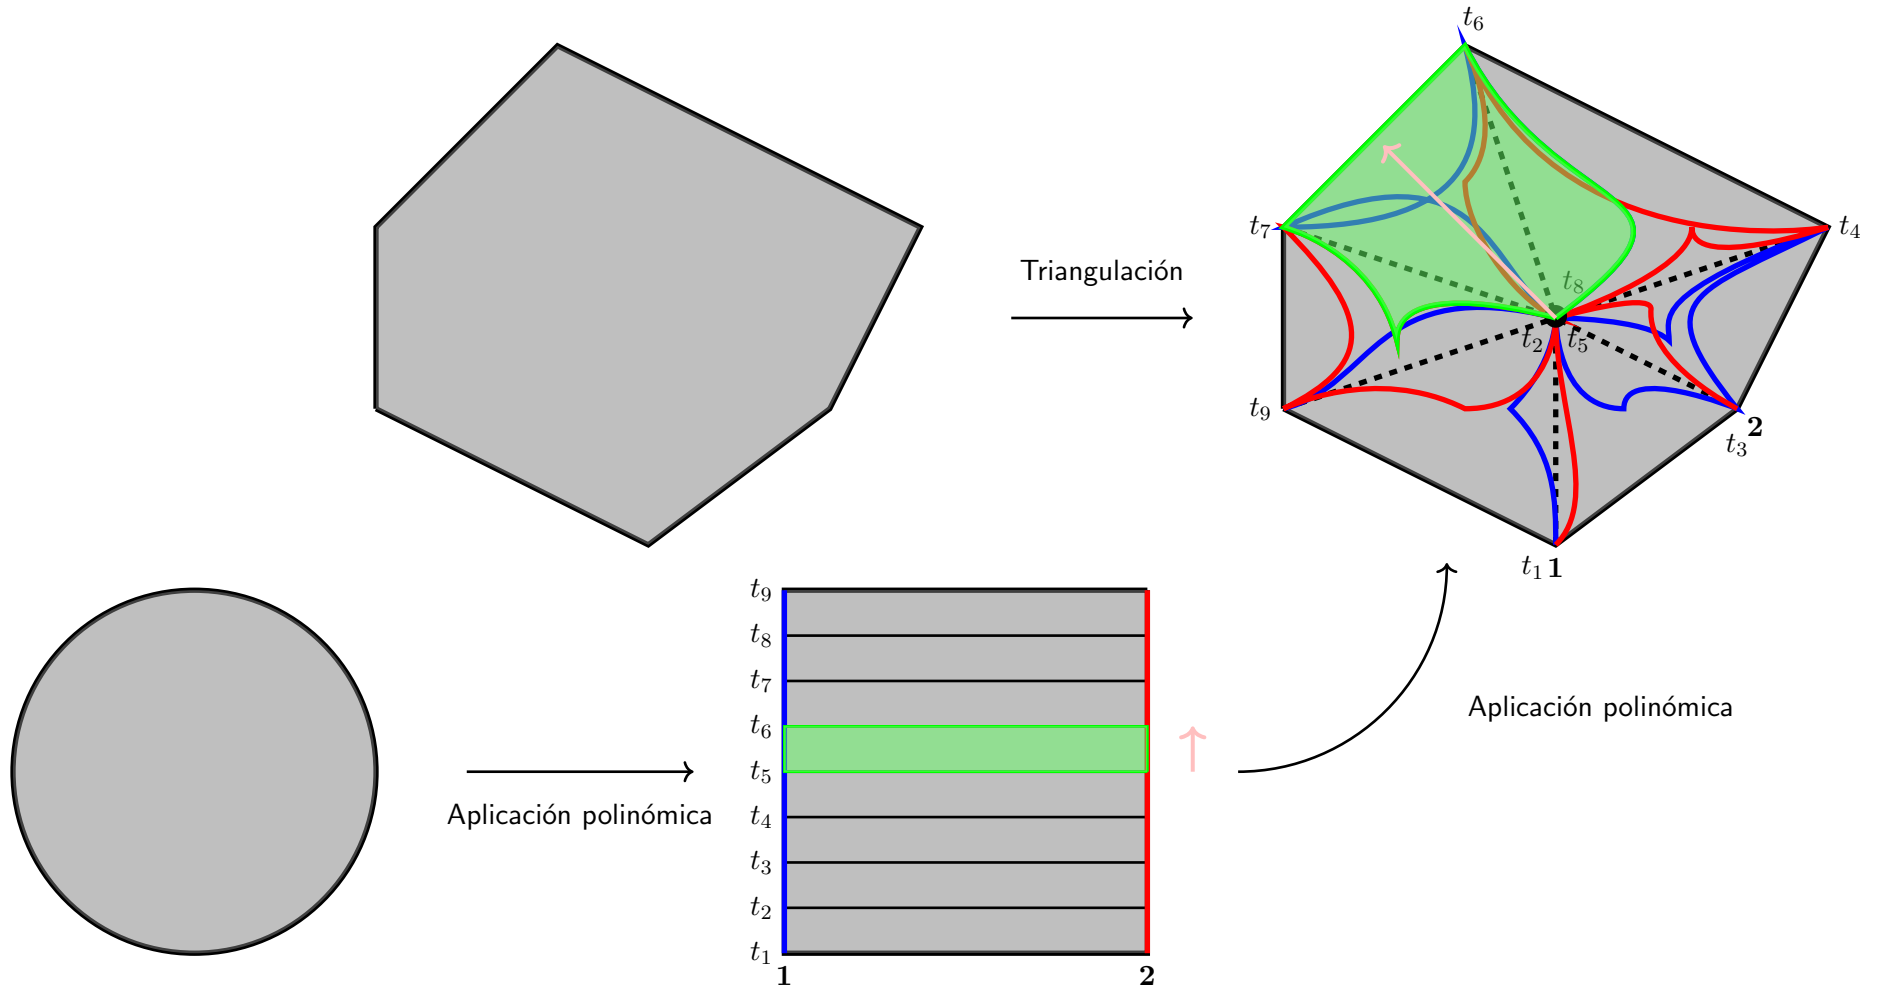 t₆
t₇
t₄
Triangulación
t₈
t₂ t₅
t₉
2
t₃
t₁ 1
t₉
t₈
t₇
t₆
t₅
t₄
t₃
t₂
t₁
1 2
Aplicación polinómica
Aplicación polinómica